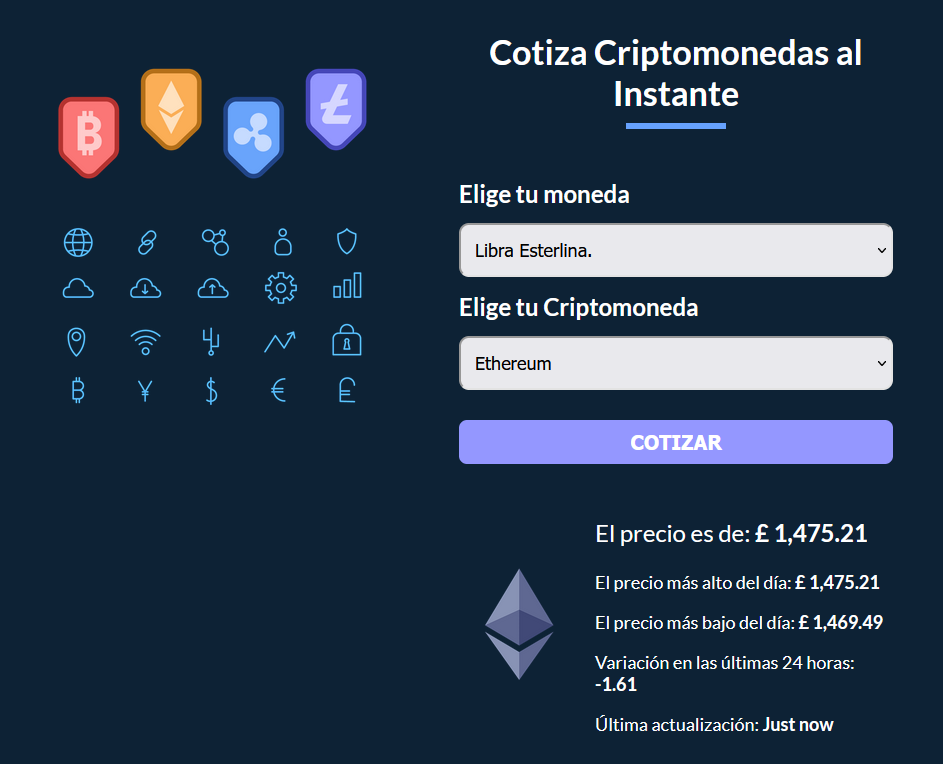 Cotiza Criptomonedas al
Instante
Elige tu moneda
Libra Esterlina.
Elige tu Criptomoneda
Ethereum
COTIZAR
El precio es de: £ 1,475.21
El precio más alto del día: £ 1,475.21
El precio más bajo del día: £ 1,469.49
Variación en las últimas 24 horas:
-1.61
Última actualización: Just now